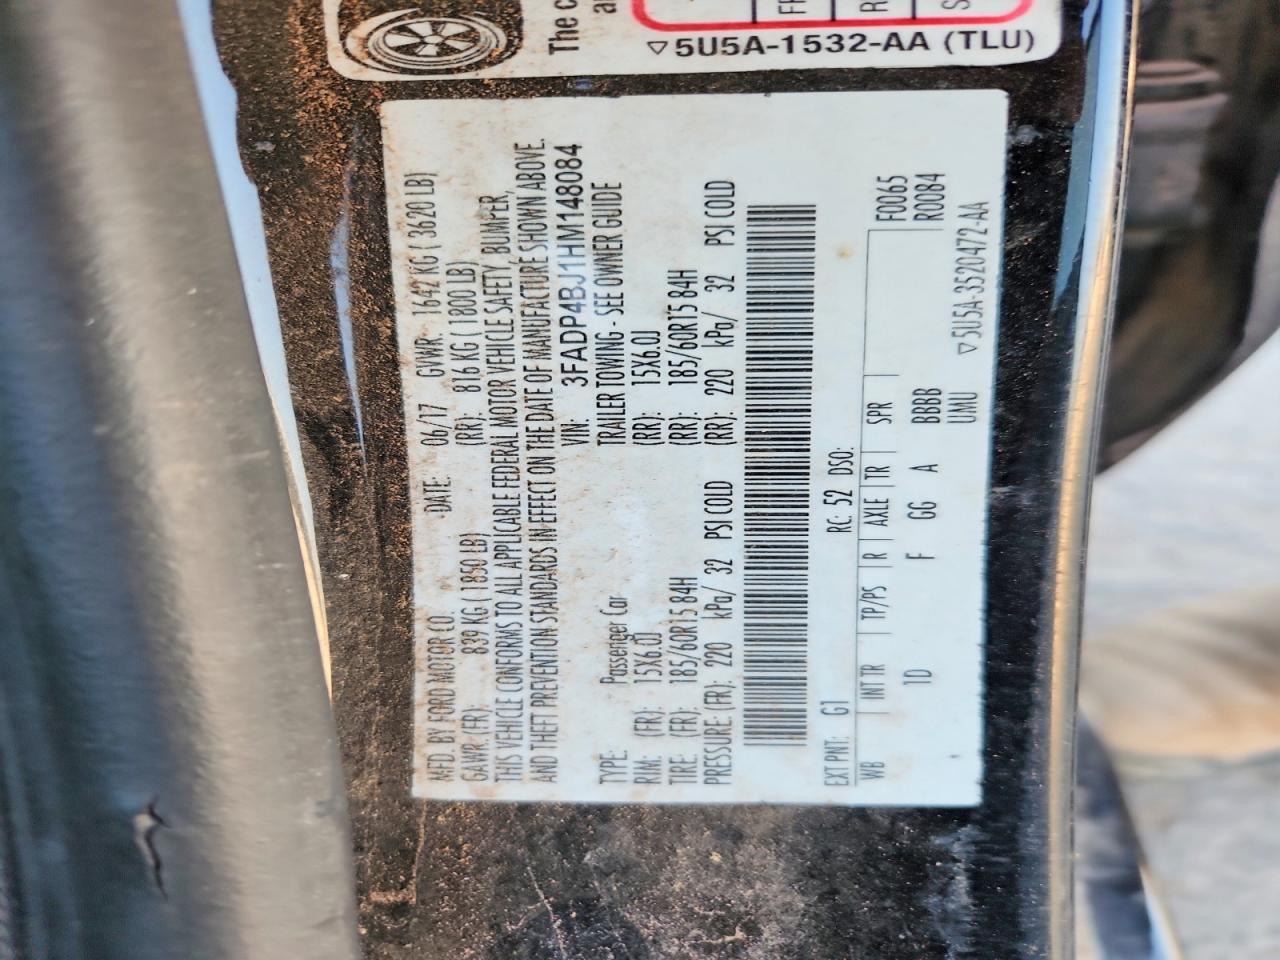 The c
a
FR
R
S
▽5U5A-1532-AA (TLU)
MFD. BY FORD MOTOR CO. DATE: 06/17 GVWR: 1642 KG ( 3620 LB)
GAWR: (FR): 839 KG ( 1850 LB) (RR): 816 KG ( 1800 LB)
THIS VEHICLE CONFORMS TO ALL APPLICABLE FEDERAL MOTOR VEHICLE SAFETY, BUMPER,
AND THEFT PREVENTION STANDARDS IN EFFECT ON THE DATE OF MANUFACTURE SHOWN ABOVE.
VIN: 3FADP4BJ1HM148084
TYPE: Passenger Car TRAILER TOWING - SEE OWNER GUIDE
RIM: (FR): 15X6.0J (RR): 15X6.0J
TIRE: (FR): 185/60R15 84H (RR): 185/60R15 84H
PRESSURE (FR): 220 kPa/ 32 PSI COLD (RR): 220 kPa/ 32 PSI COLD
EXT PNT: G1 RC: 52 DSO:
WB INT TR TP/PS R AXLE TR SPR F0065
1D F GG A BBBB R0084
UMU
▽5U5A-3520472-AA